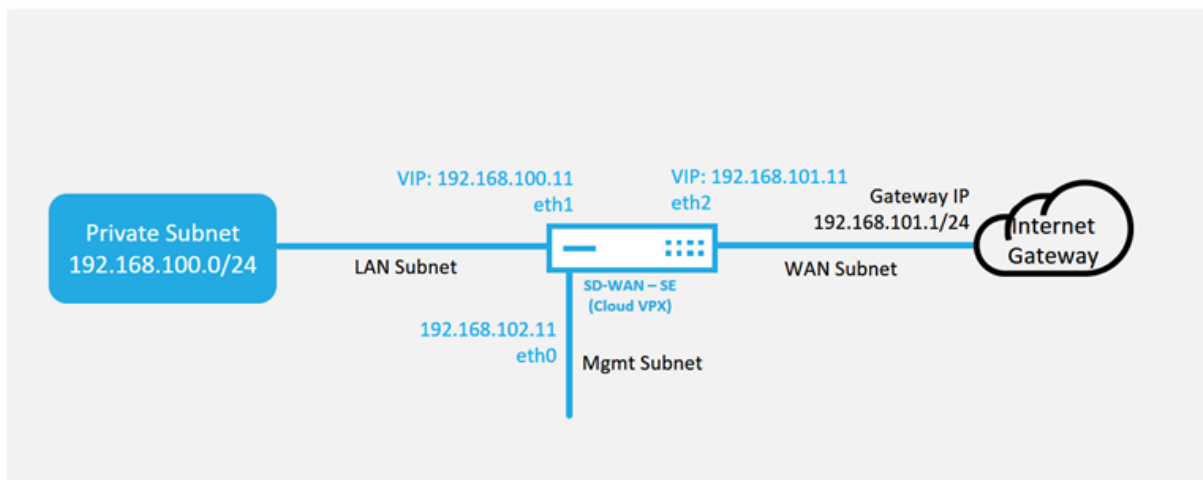 Private Subnet
192.168.100.0/24
LAN Subnet
VIP: 192.168.100.11
eth1
VIP: 192.168.101.11
eth2
SD-WAN – SE
(Cloud VPX)
192.168.102.11
eth0
Mgmt Subnet
WAN Subnet
Gateway IP
192.168.101.1/24
Internet
Gateway